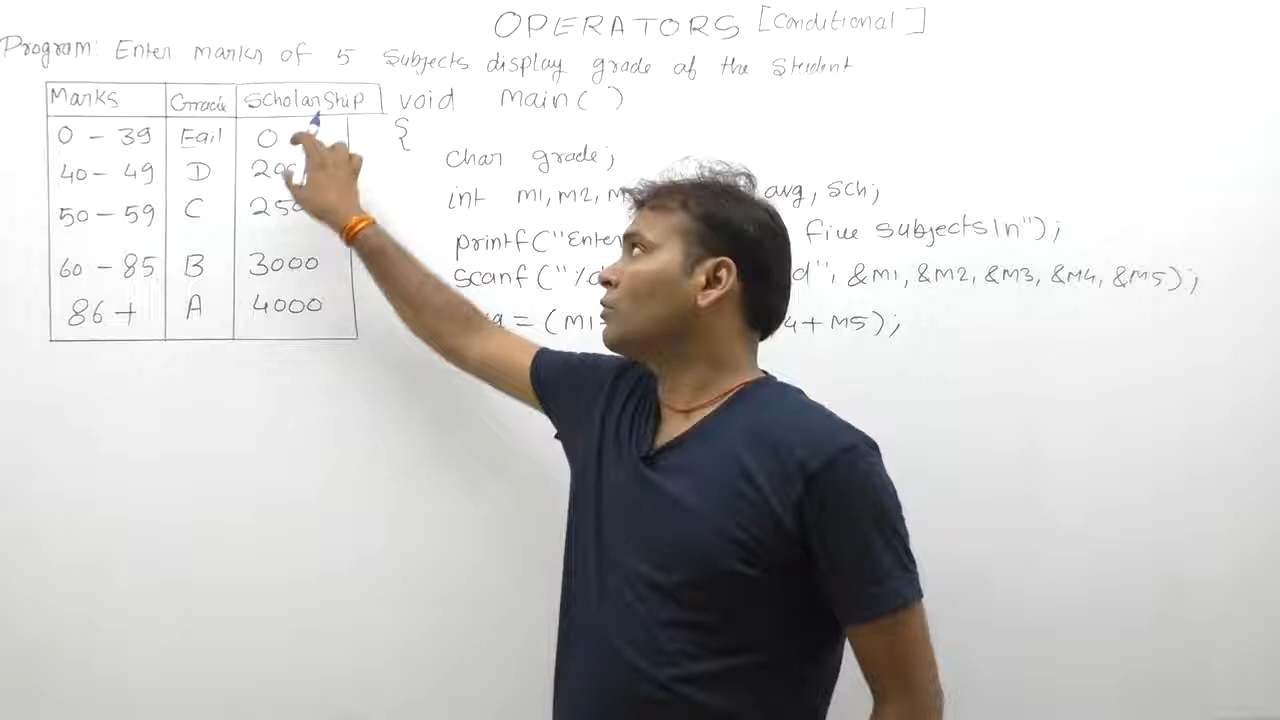 OPERATORS [Conditional]
Program: Enter marks of 5 subjects display grade of the Student
Marks Grade Scholarship
0 - 39 Fail 0
40 - 49 D
50 - 59 C
60 - 85 B 3000
86 + A 4000
void main( )
{
char grade;
int m1, m2, avg, sch;
printf("Enter five subjects\n");
scanf ("%d d", &m1, &m2, &m3, &m4, &m5);
= (m1 + m5);